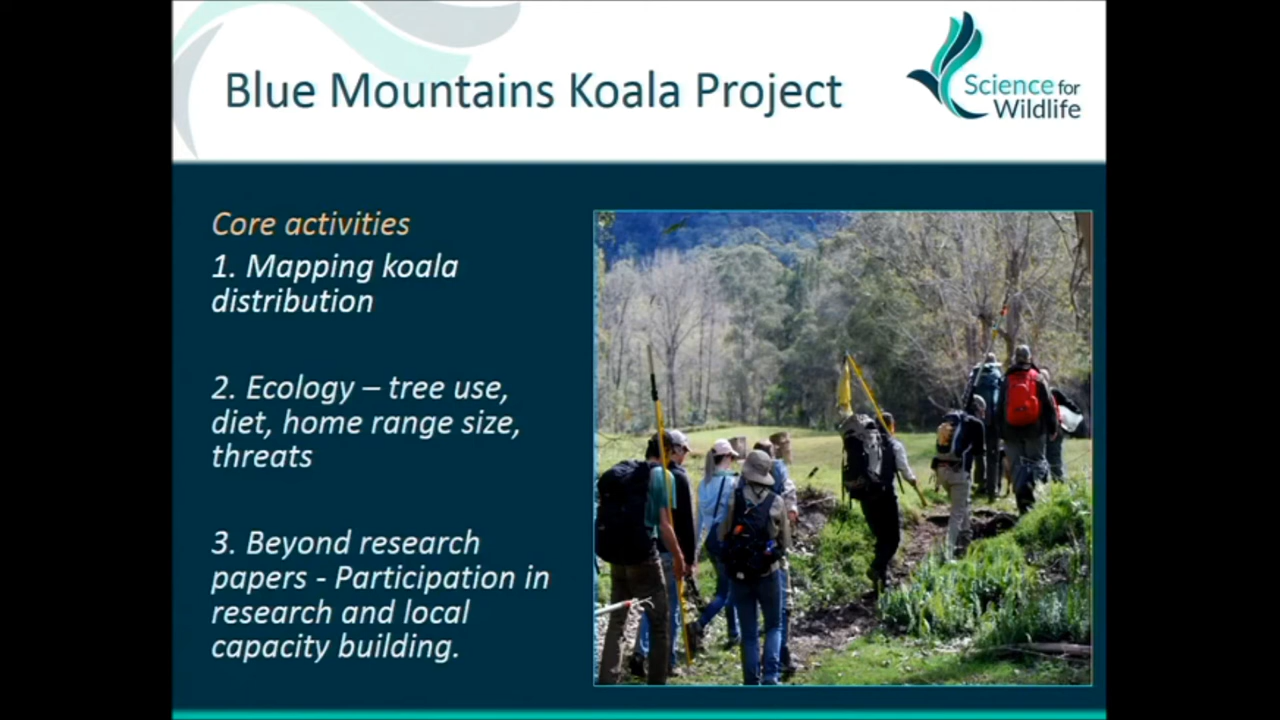 Blue Mountains Koala Project
Science for
Wildlife
Core activities
1. Mapping koala
distribution
2. Ecology – tree use,
diet, home range size,
threats
3. Beyond research
papers - Participation in
research and local
capacity building.